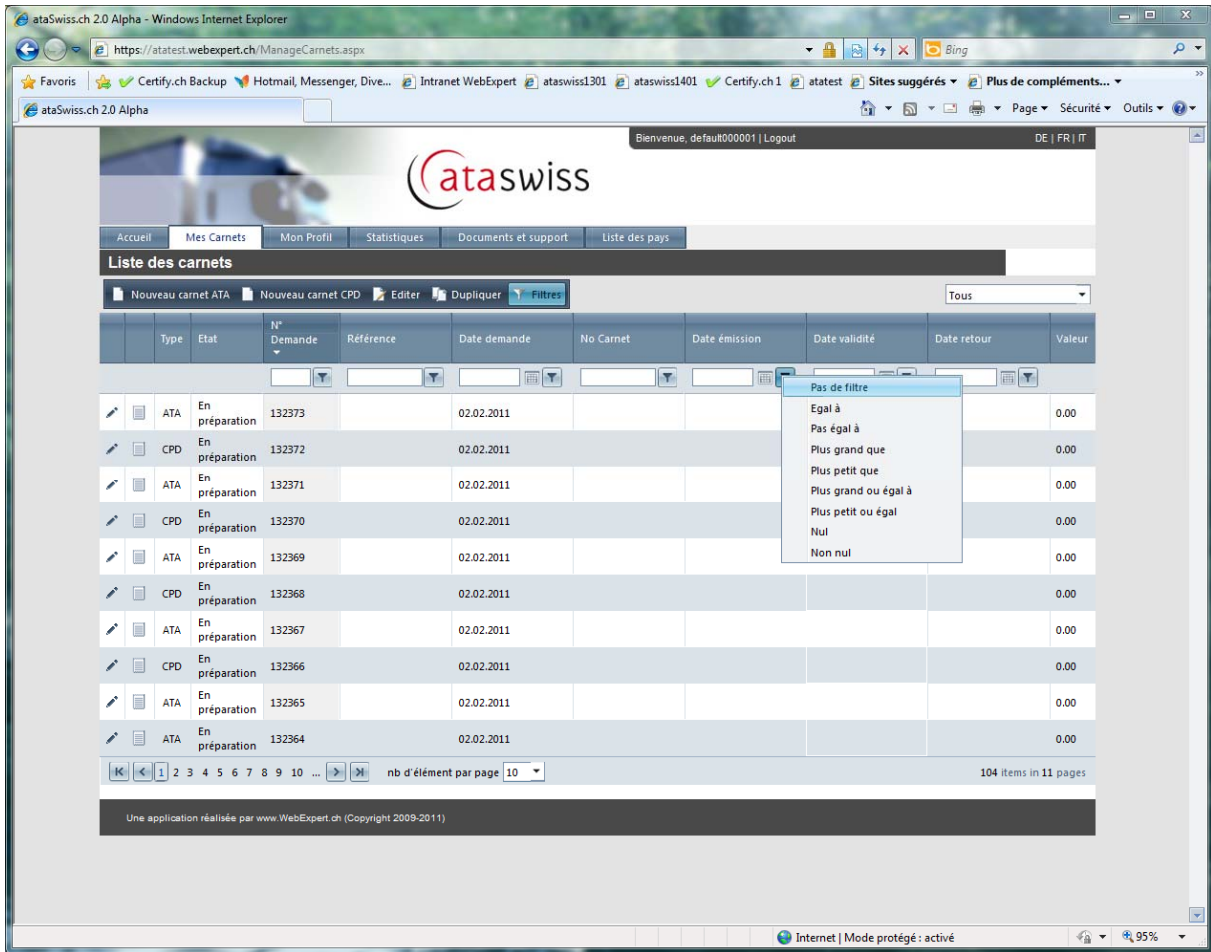 ataSwiss.ch 2.0 Alpha - Windows Internet Explorer
https://atatest.webexpert.ch/ManageCarnets.aspx
Bing
Favoris Certify.ch Backup Hotmail, Messenger, Dive... Intranet WebExpert ataswiss1301 ataswiss1401 Certify.ch 1 atatest Sites suggérés Plus de compléments...
ataSwiss.ch 2.0 Alpha Page Sécurité Outils
Bienvenue, default000001 | Logout DE | FR | IT
ataswiss
Accueil Mes Carnets Mon Profil Statistiques Documents et support Liste des pays
Liste des carnets
Nouveau carnet ATA Nouveau carnet CPD Editer Dupliquer Filtres Tous
Type Etat N° Demande Référence Date demande No Carnet Date émission Date validité Date retour Valeur
Pas de filtre
Egal à
Pas égal à
Plus grand que
Plus petit que
Plus grand ou égal à
Plus petit ou égal
Nul
Non nul
ATA En préparation 132373 02.02.2011 0.00
CPD En préparation 132372 02.02.2011 0.00
ATA En préparation 132371 02.02.2011 0.00
CPD En préparation 132370 02.02.2011 0.00
ATA En préparation 132369 02.02.2011 0.00
CPD En préparation 132368 02.02.2011 0.00
ATA En préparation 132367 02.02.2011 0.00
CPD En préparation 132366 02.02.2011 0.00
ATA En préparation 132365 02.02.2011 0.00
ATA En préparation 132364 02.02.2011 0.00
1 2 3 4 5 6 7 8 9 10 ... nb d'élément par page 10 104 items in 11 pages
Une application réalisée par www.WebExpert.ch (Copyright 2009-2011)
Internet | Mode protégé : activé 95%